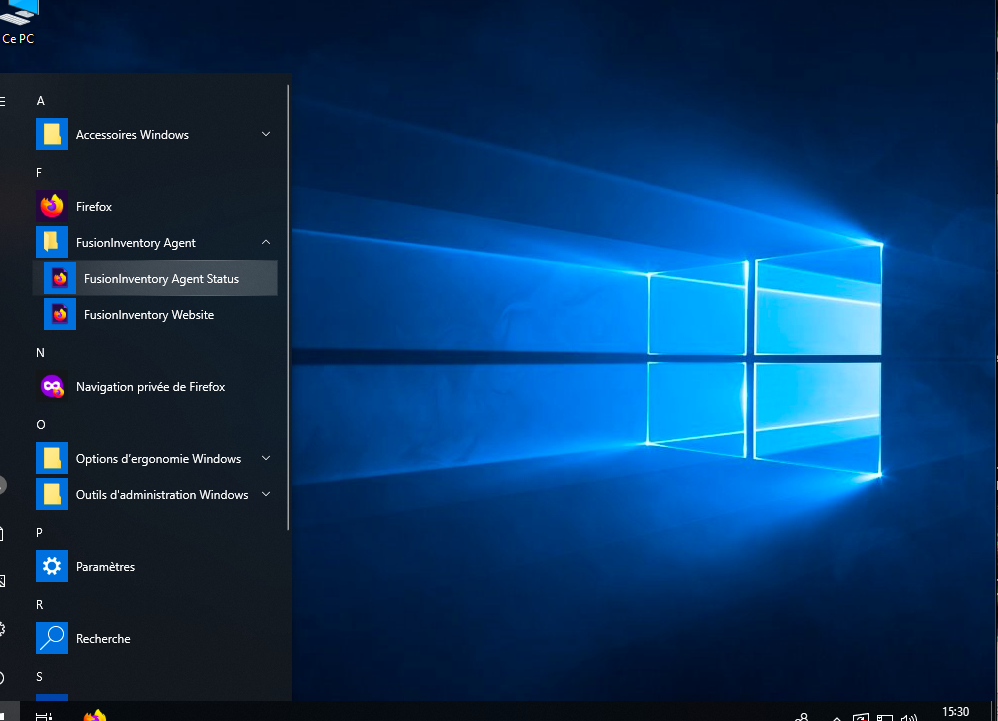 Ce PC
A
Accessoires Windows
F
Firefox
FusionInventory Agent
FusionInventory Agent Status
FusionInventory Website
N
Navigation privée de Firefox
O
Options d'ergonomie Windows
Outils d'administration Windows
P
Paramètres
R
Recherche
S
15:30